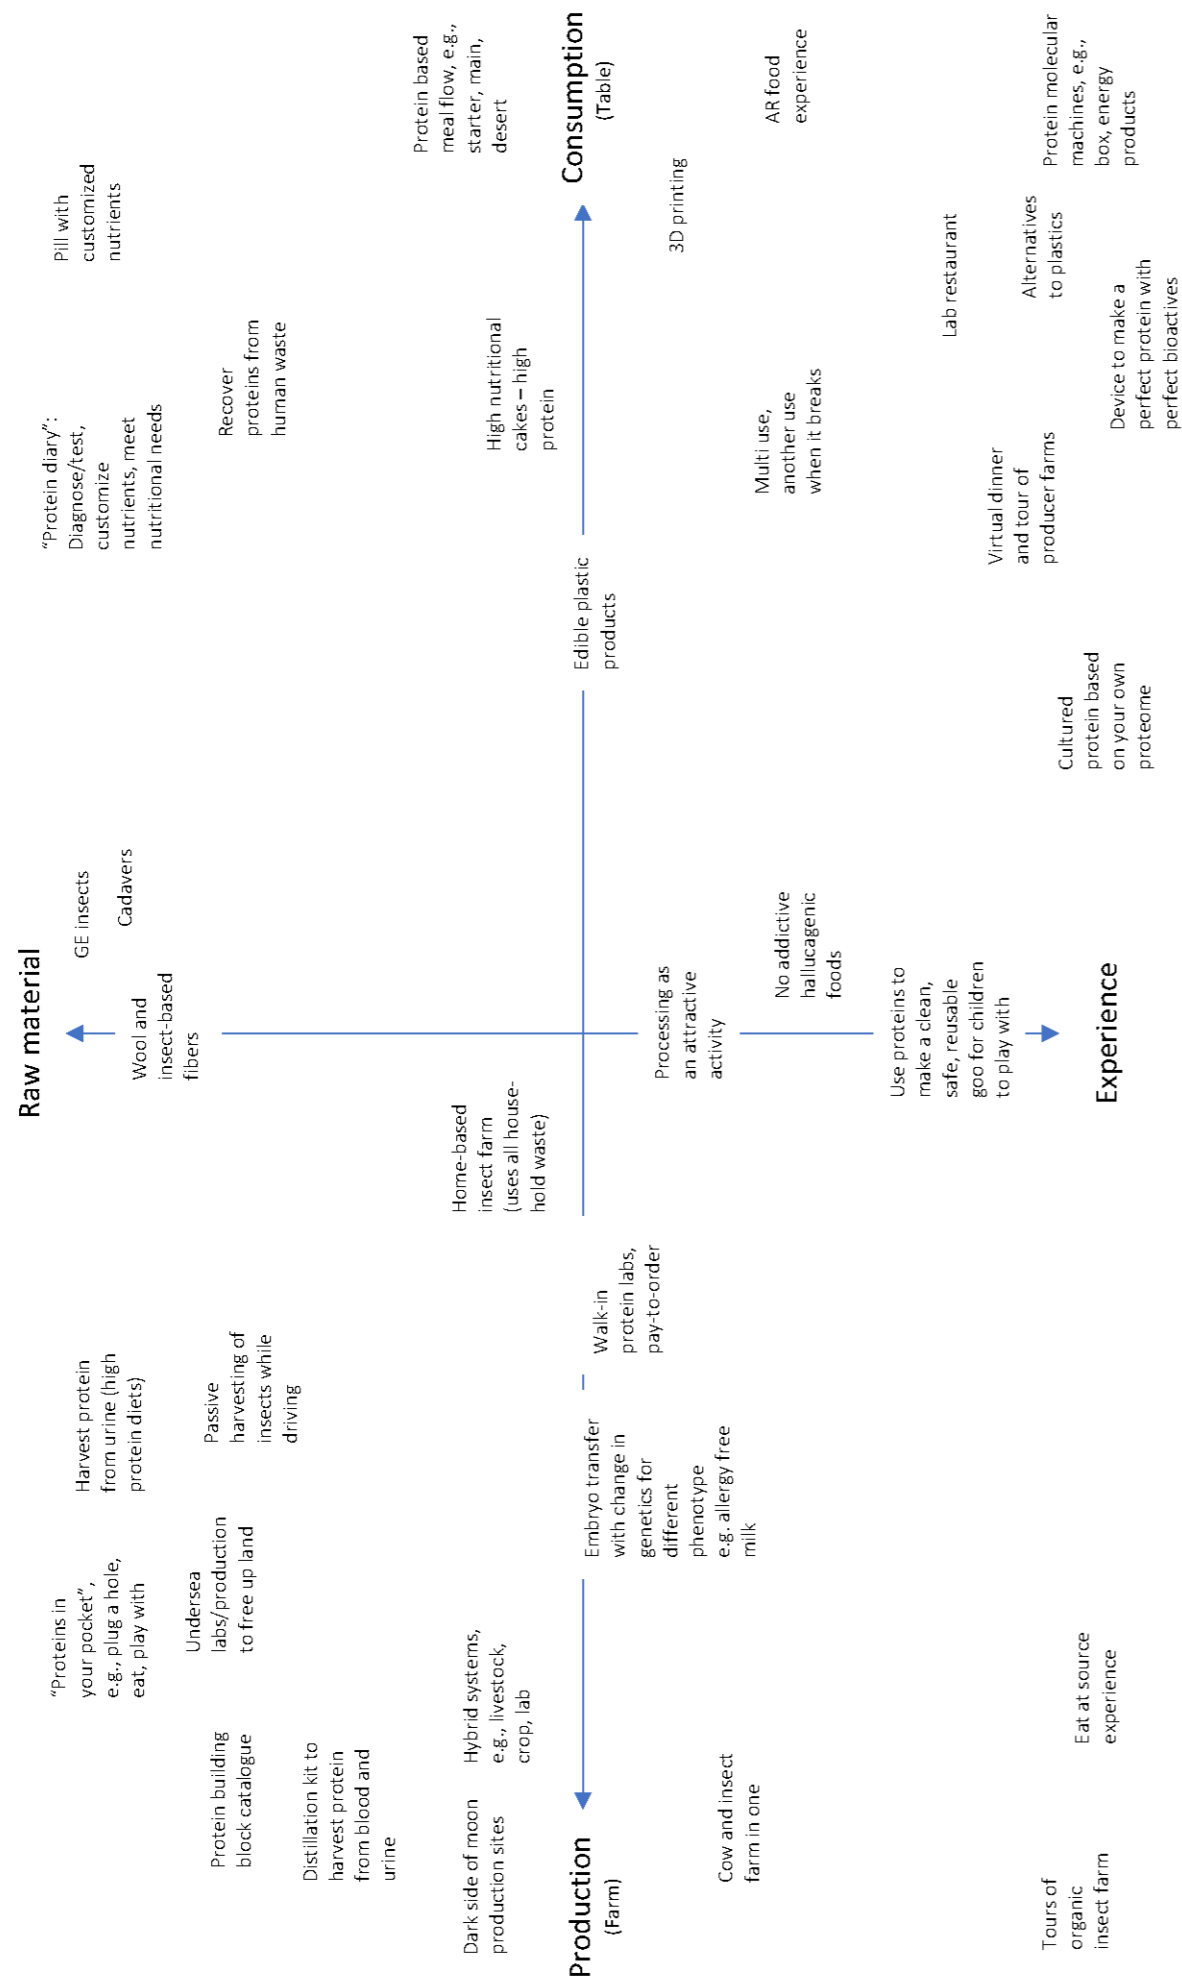 Raw material
"Proteins in
your pocket",
e.g., plug a hole,
eat, play with
Harvest protein
from urine (high
protein diets)
GE insects
Cadavers
"Protein diary":
Diagnose/test,
customize
nutrients, meet
nutritional needs
Pill with
customized
nutrients
Wool and
insect-based
fibers
Undersea
labs/production
to free up land
Passive
harvesting of
insects while
driving
Protein building
block catalogue
Recover
proteins from
human waste
Distillation kit to
harvest protein
from blood and
urine
Dark side of moon
production sites
Hybrid systems,
e.g., livestock,
crop, lab
Home-based
insect farm
(uses all house-
hold waste)
High nutritional
cakes – high
protein
Protein based
meal flow, e.g.,
starter, main,
desert
Production
(Farm)
Embryo transfer
with change in
genetics for
different
phenotype
e.g. allergy free
milk
Walk-in
protein labs,
pay-to-order
Edible plastic
products
Consumption
(Table)
Processing as
an attractive
activity
3D printing
Cow and insect
farm in one
No addictive
hallucagenic
foods
Multi use,
another use
when it breaks
AR food
experience
Use proteins to
make a clean,
safe, reusable
goo for children
to play with
Lab restaurant
Virtual dinner
and tour of
producer farms
Alternatives
to plastics
Tours of
organic
insect farm
Eat at source
experience
Cultured
protein based
on your own
proteome
Device to make a
perfect protein with
perfect bioactives
Protein molecular
machines, e.g.,
box, energy
products
Experience